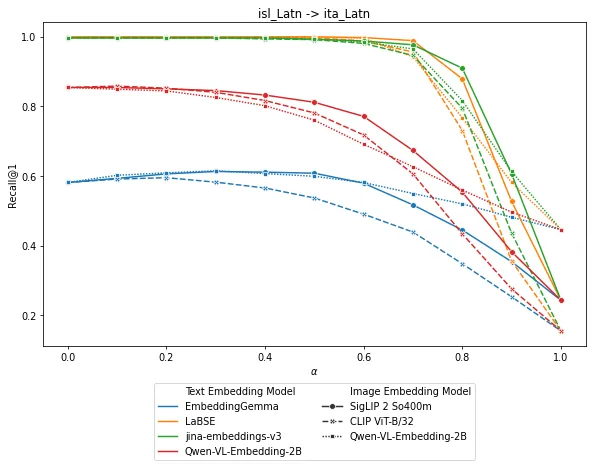 isl_Latn -> ita_Latn
Recall@1
1.0
0.8
0.6
0.4
0.2
0.0 0.2 0.4 0.6 0.8 1.0
α
Text Embedding Model Image Embedding Model
EmbeddingGemma SigLIP 2 So400m
LaBSE CLIP ViT-B/32
jina-embeddings-v3 Qwen-VL-Embedding-2B
Qwen-VL-Embedding-2B